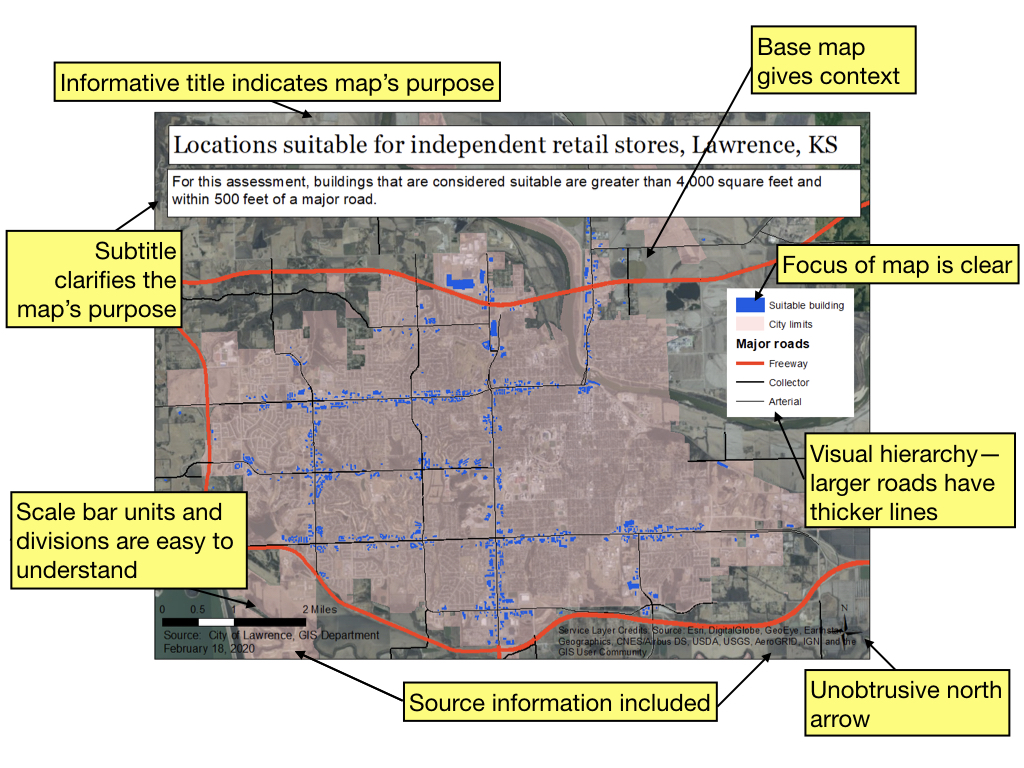 Base map
gives context
Informative title indicates map's purpose
Locations suitable for independent retail stores, Lawrence, KS
For this assessment, buildings that are considered suitable are greater than 4,000 square feet and
within 500 feet of a major road.
Subtitle
clarifies the
map's purpose
Focus of map is clear
Suitable building
City limits
Major roads
Freeway
Collector
Arterial
Visual hierarchy—
larger roads have
thicker lines
Scale bar units and
divisions are easy to
understand
0 0.5 1 2 Miles
Source: City of Lawrence, GIS Department
February 18, 2020
N
Service Layer Credits: Source: Esri, DigitalGlobe, GeoEye, Earthstar
Geographics, CNES/Airbus DS, USDA, USGS, AeroGRID, IGN, and the
GIS User Community
Source information included
Unobtrusive north
arrow